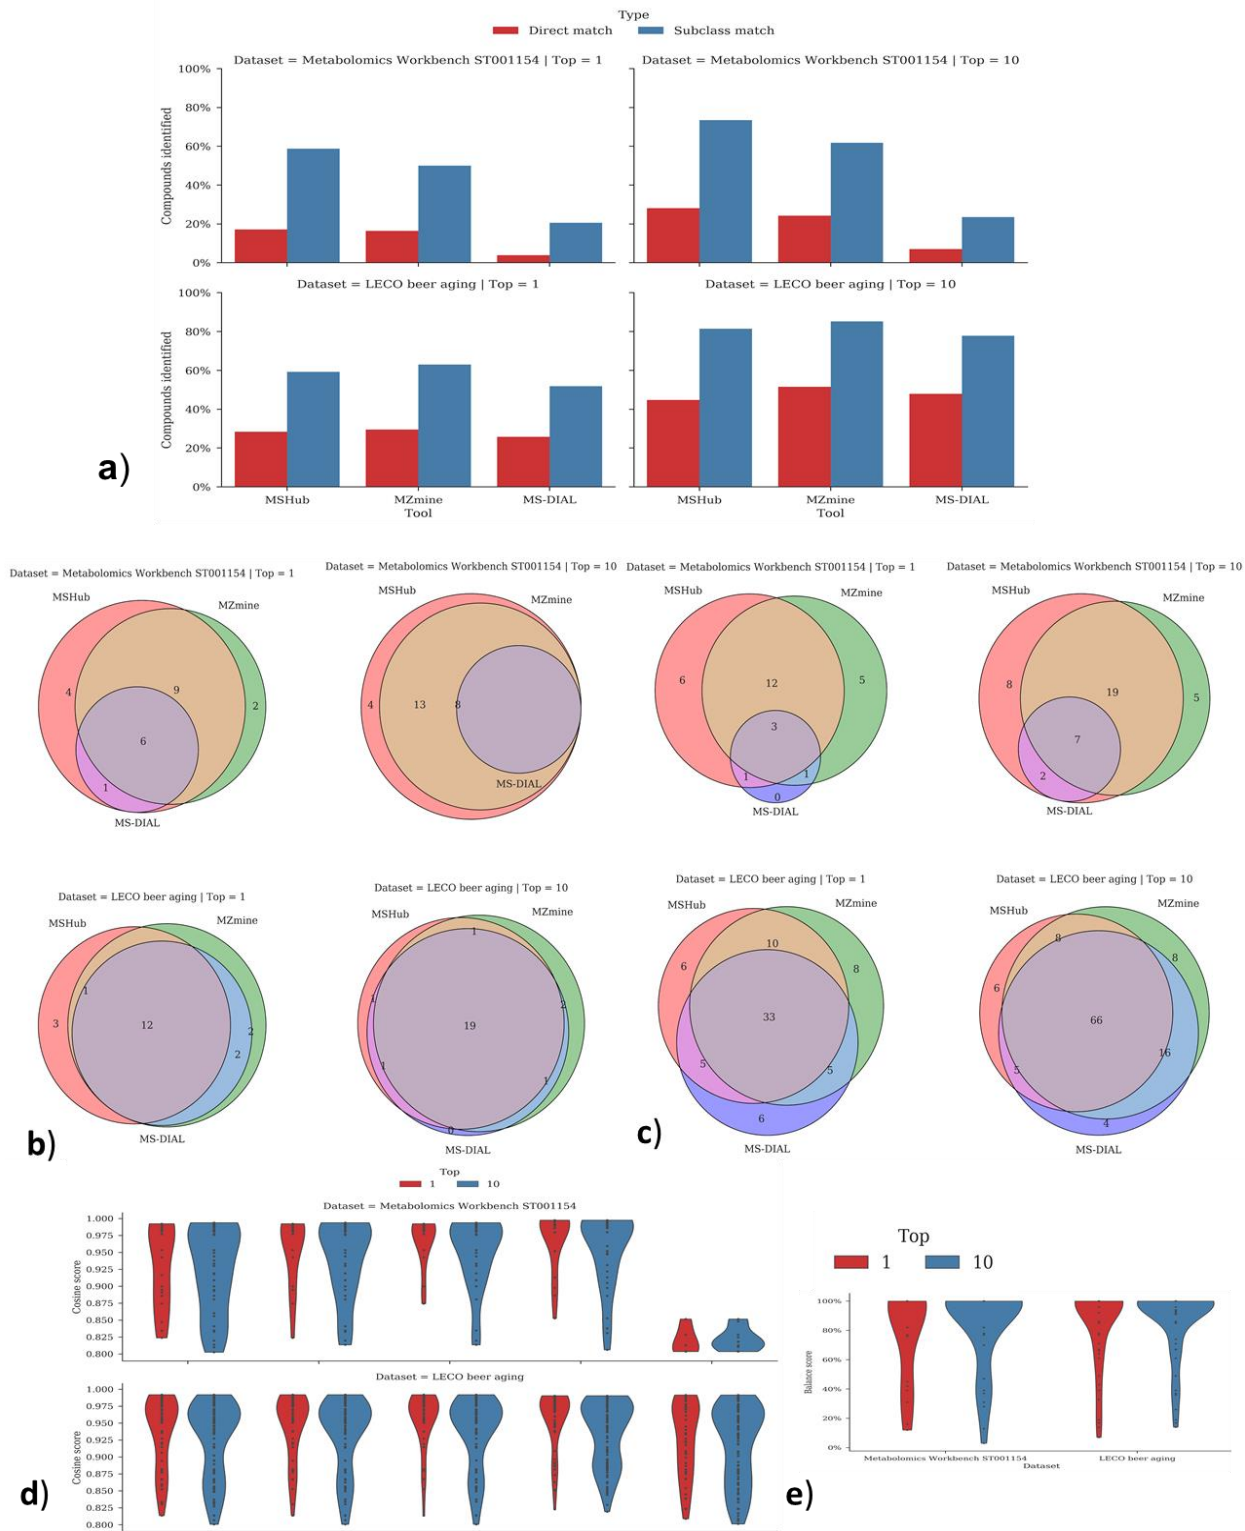 Type
Direct match Subclass match
Dataset = Metabolomics Workbench ST001154 | Top = 1
Dataset = Metabolomics Workbench ST001154 | Top = 10
100%
80%
60%
40%
20%
0%
Compounds identified
Dataset = LECO beer aging | Top = 1
Dataset = LECO beer aging | Top = 10
100%
80%
60%
40%
20%
0%
Compounds identified
MSHub MZmine MS-DIAL
Tool
MSHub MZmine MS-DIAL
Tool
a)
Dataset = Metabolomics Workbench ST001154 | Top = 1
MSHub
MZmine
4
9
2
6
1
MS-DIAL
Dataset = Metabolomics Workbench ST001154 | Top = 10
MSHub
MZmine
4
13
8
MS-DIAL
Dataset = Metabolomics Workbench ST001154 | Top = 1
MSHub
MZmine
6
12
5
3
1
1
0
MS-DIAL
Dataset = Metabolomics Workbench ST001154 | Top = 10
MSHub
MZmine
8
19
5
7
2
MS-DIAL
Dataset = LECO beer aging | Top = 1
MSHub
MZmine
1
3
12
2
2
MS-DIAL
Dataset = LECO beer aging | Top = 10
MSHub
MZmine
1
1
2
19
1
1
0
MS-DIAL
b)
Dataset = LECO beer aging | Top = 1
MSHub
MZmine
10
6
8
33
5
5
6
MS-DIAL
Dataset = LECO beer aging | Top = 10
MSHub
MZmine
8
8
6
66
16
5
4
MS-DIAL
c)
Top
1 10
Dataset = Metabolomics Workbench ST001154
1.000
0.975
0.950
0.925
0.900
0.875
0.850
0.825
0.800
Cosine score
Dataset = LECO beer aging
1.000
0.975
0.950
0.925
0.900
0.875
0.850
0.825
0.800
Cosine score
d)
Top
1 10
100%
80%
60%
40%
20%
0%
Balance score
Metabolomics Workbench ST001154 LECO beer aging
Dataset
e)